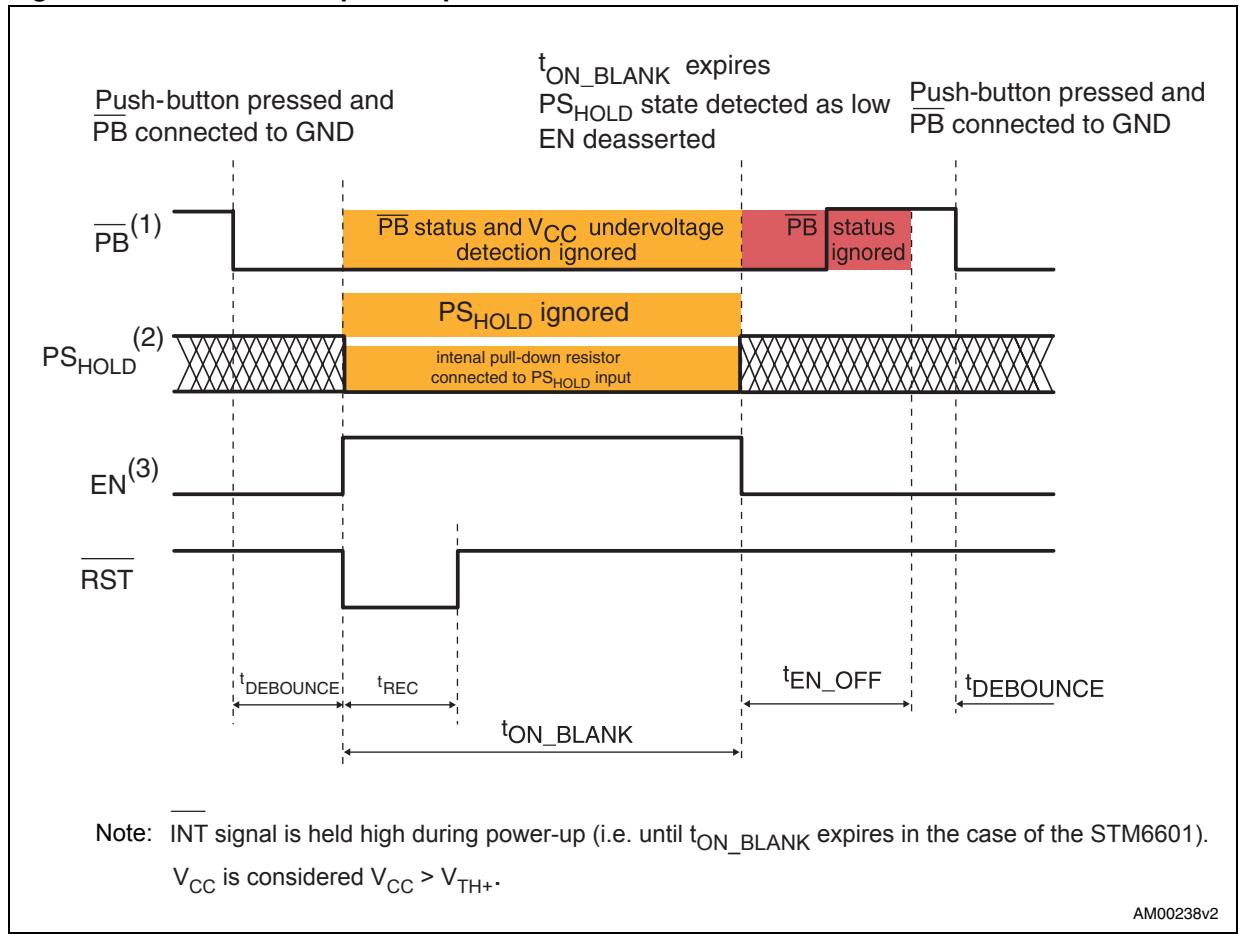 tON_BLANK expires
PSHOLD state detected as low
EN deasserted
Push-button pressed and
PB connected to GND
Push-button pressed and
PB connected to GND
PB(1)
PB status and VCC undervoltage
detection ignored
PB status
ignored
PSHOLD ignored
PSHOLD(2)
intenal pull-down resistor
connected to PSHOLD input
EN(3)
RST
tDEBOUNCE
tREC
tEN_OFF
tDEBOUNCE
tON_BLANK
Note: INT signal is held high during power-up (i.e. until tON_BLANK expires in the case of the STM6601).
VCC is considered VCC > VTH+.
AM00238v2